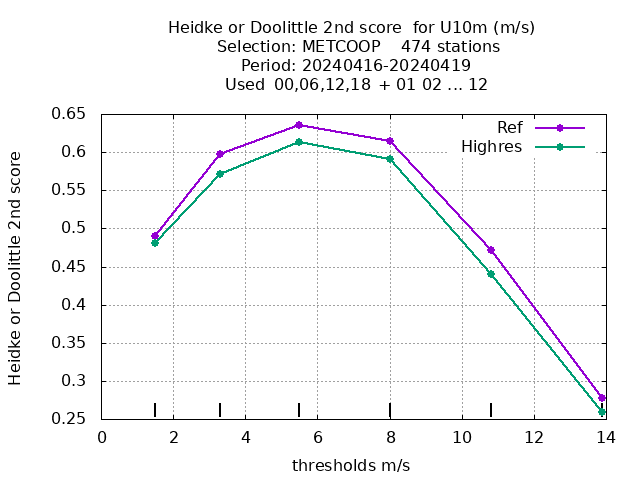 Heidke or Doolittle 2nd score  for U10m (m/s)
Selection: METCOOP    474 stations
Period: 20240416-20240419
Used  00,06,12,18 + 01 02 ... 12
Ref
Highres
Heidke or Doolittle 2nd score
0.65
0.6
0.55
0.5
0.45
0.4
0.35
0.3
0.25
0 2 4 6 8 10 12 14
thresholds m/s